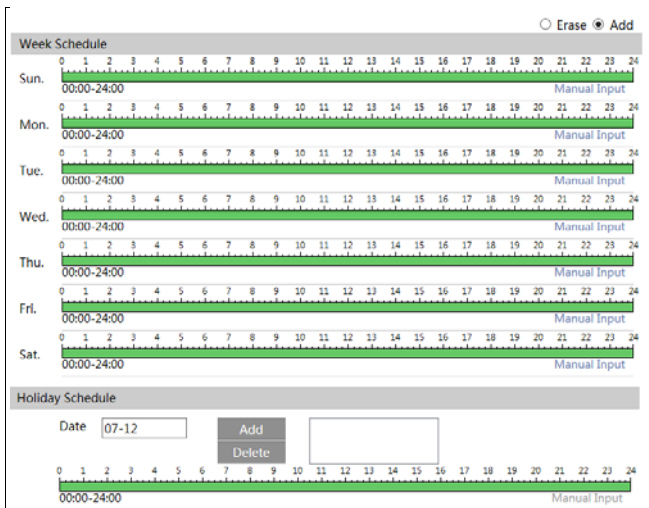 Erase Add
Week Schedule
0 1 2 3 4 5 6 7 8 9 10 11 12 13 14 15 16 17 18 19 20 21 22 23 24
Sun.
00:00-24:00 Manual Input
0 1 2 3 4 5 6 7 8 9 10 11 12 13 14 15 16 17 18 19 20 21 22 23 24
Mon.
00:00-24:00 Manual Input
0 1 2 3 4 5 6 7 8 9 10 11 12 13 14 15 16 17 18 19 20 21 22 23 24
Tue.
00:00-24:00 Manual Input
0 1 2 3 4 5 6 7 8 9 10 11 12 13 14 15 16 17 18 19 20 21 22 23 24
Wed.
00:00-24:00 Manual Input
0 1 2 3 4 5 6 7 8 9 10 11 12 13 14 15 16 17 18 19 20 21 22 23 24
Thu.
00:00-24:00 Manual Input
0 1 2 3 4 5 6 7 8 9 10 11 12 13 14 15 16 17 18 19 20 21 22 23 24
Fri.
00:00-24:00 Manual Input
0 1 2 3 4 5 6 7 8 9 10 11 12 13 14 15 16 17 18 19 20 21 22 23 24
Sat.
00:00-24:00 Manual Input
Holiday Schedule
Date 07-12 Add
Delete
0 1 2 3 4 5 6 7 8 9 10 11 12 13 14 15 16 17 18 19 20 21 22 23 24
00:00-24:00 Manual Input